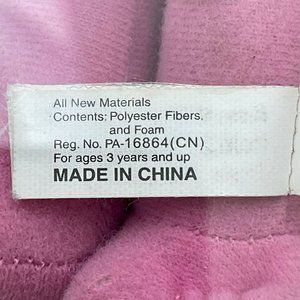 All New Materials
Contents: Polyester Fibers,
and Foam
Reg. No. PA-16864(CN)
For ages 3 years and up
MADE IN CHINA